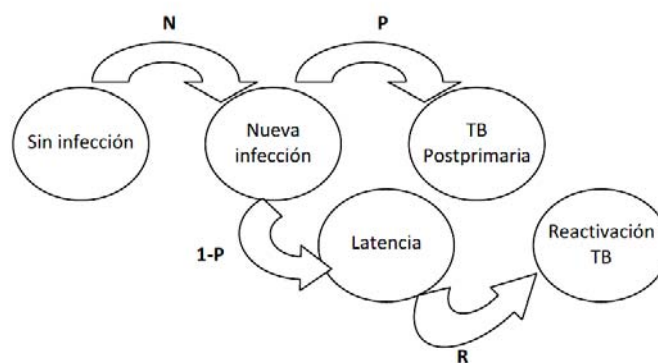 N
P
Sin infección
Nueva
infección
TB
Postprimaria
1-P
Latencia
Reactivación
TB
R